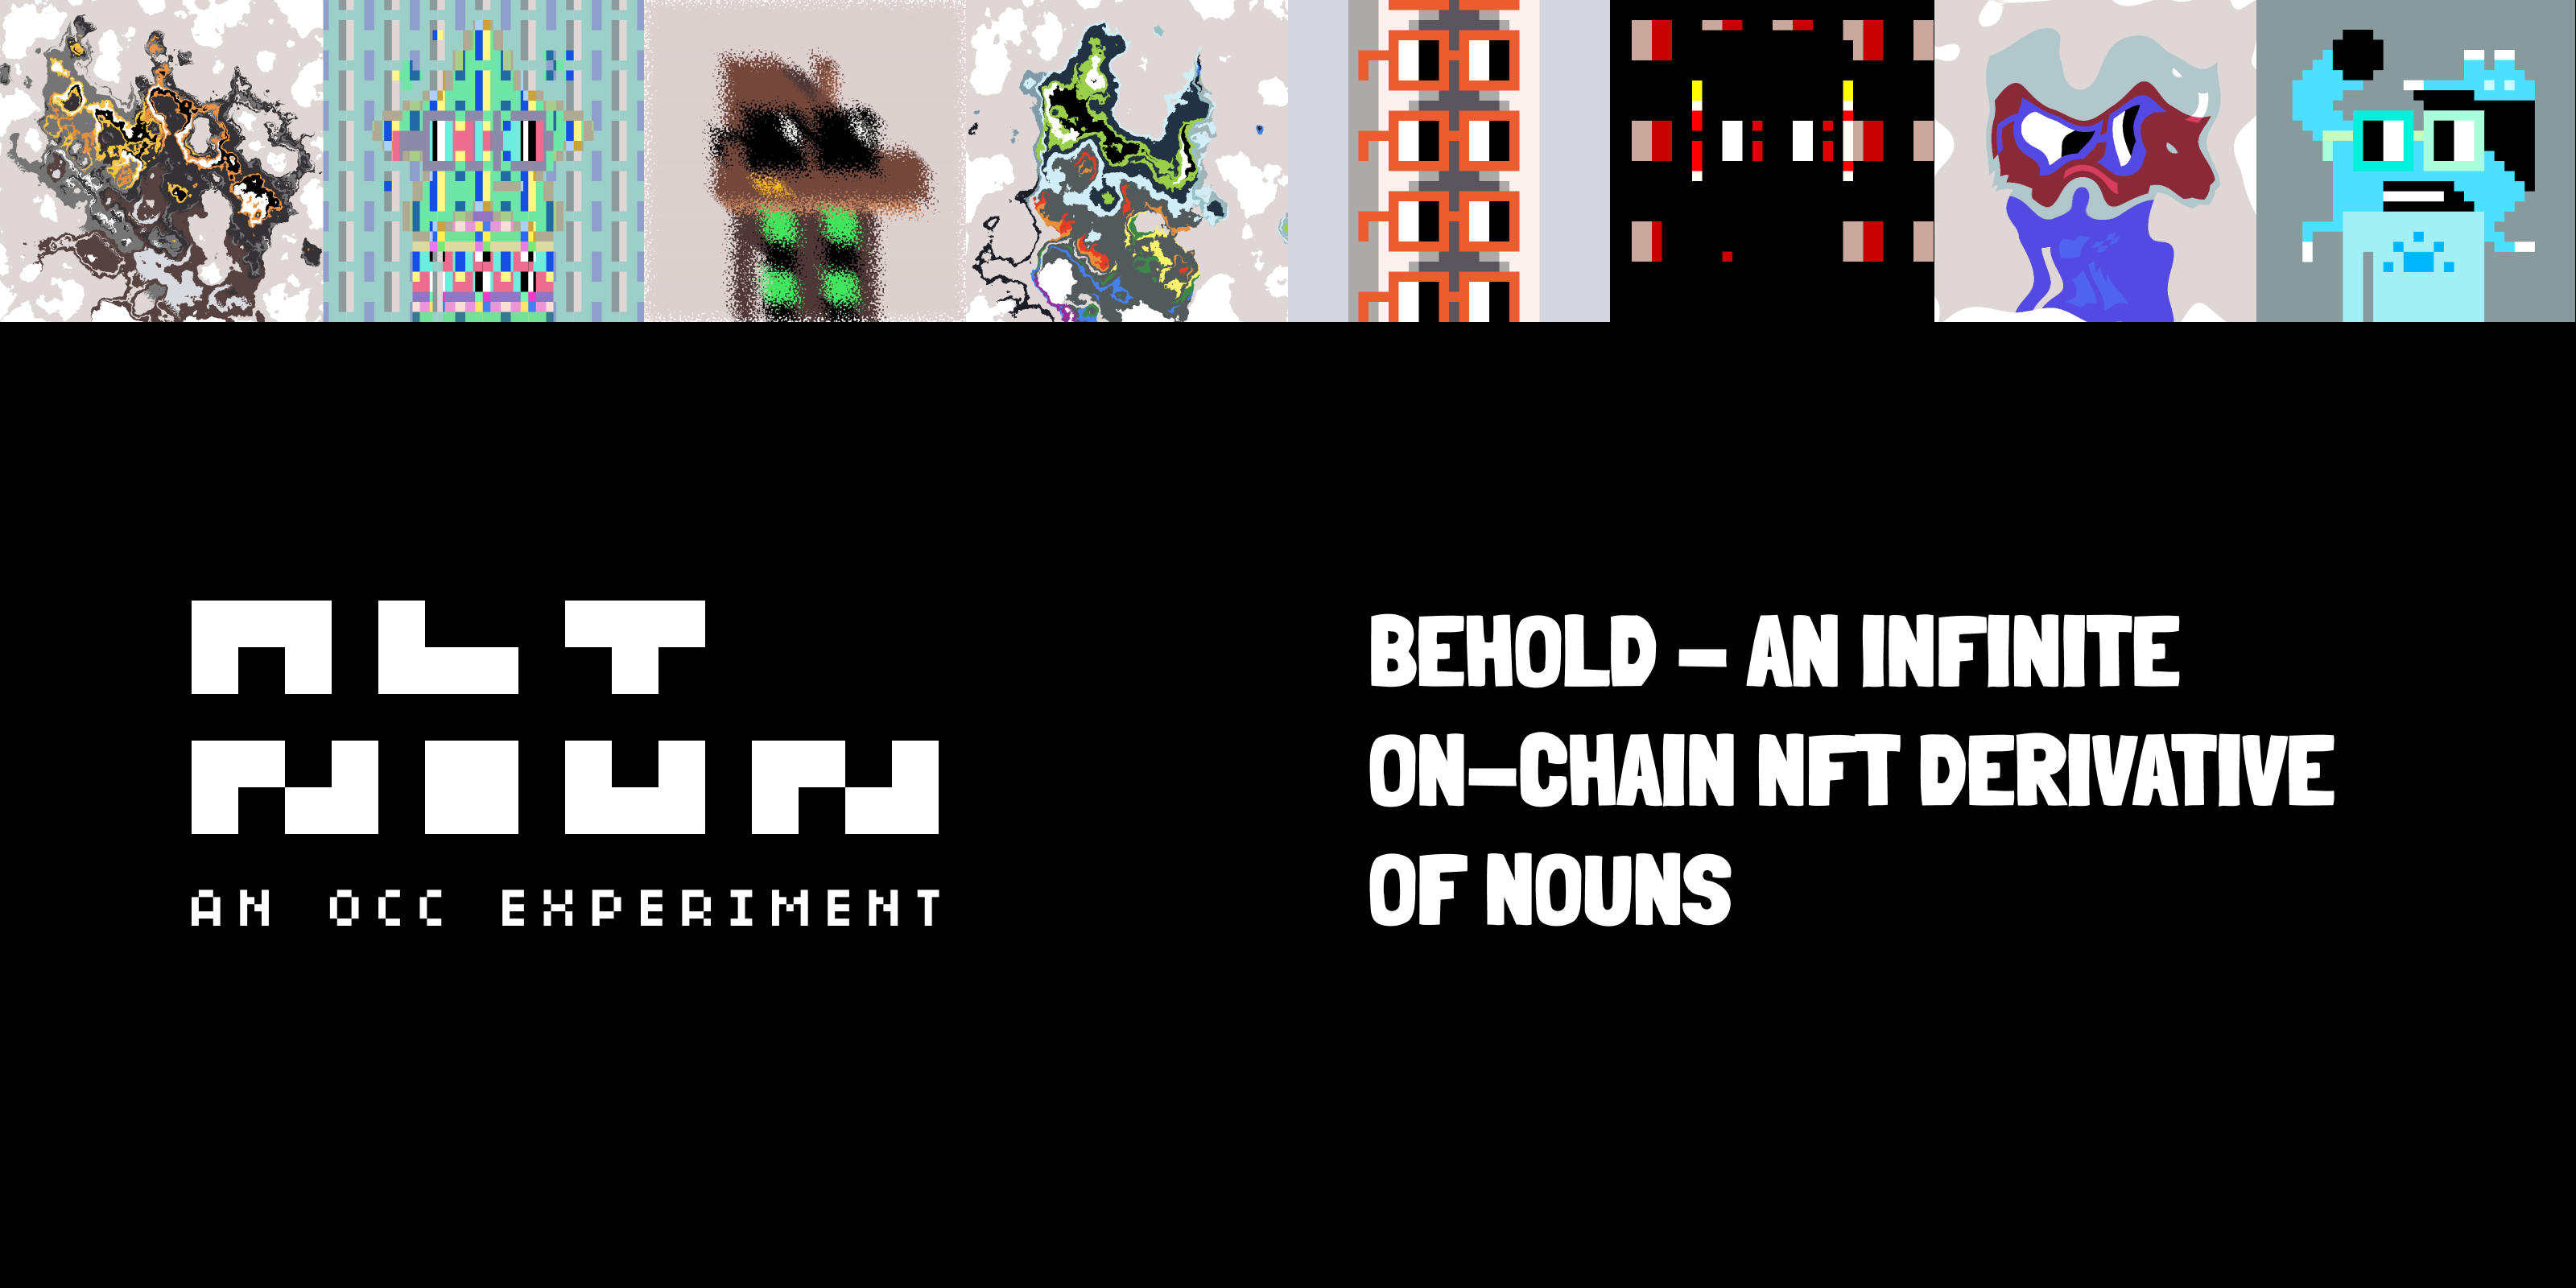 ALT
NOUN
AN OCC EXPERIMENT
BEHOLD – AN INFINITE
ON-CHAIN NFT DERIVATIVE
OF NOUNS